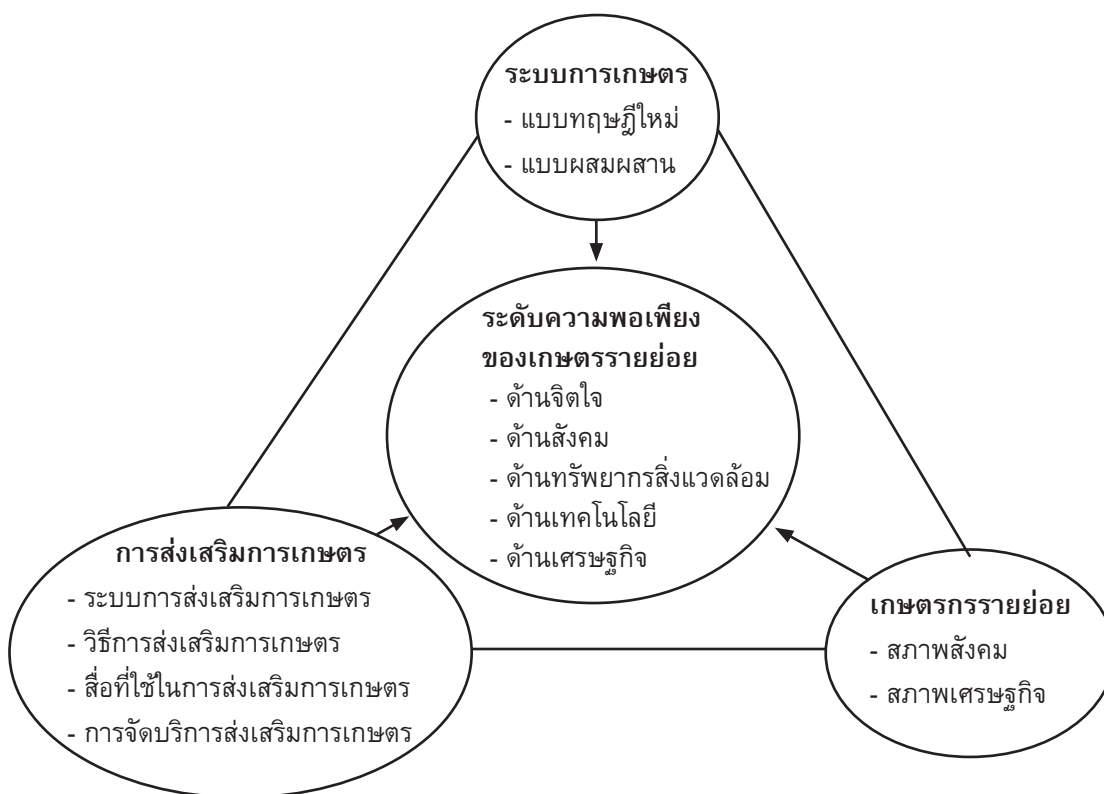 ระบบการเกษตร
- แบบทฤษฎีใหม่
- แบบผสมผสาน
ระดับความพอเพียง
ของเกษตรรายย่อย
- ด้านจิตใจ
- ด้านสังคม
- ด้านทรัพยากรสิ่งแวดล้อม
- ด้านเทคโนโลยี
- ด้านเศรษฐกิจ
การส่งเสริมการเกษตร
- ระบบการส่งเสริมการเกษตร
- วิธีการส่งเสริมการเกษตร
- สื่อที่ใช้ในการส่งเสริมการเกษตร
- การจัดบริการส่งเสริมการเกษตร
เกษตรกรรายย่อย
- สภาพสังคม
- สภาพเศรษฐกิจ